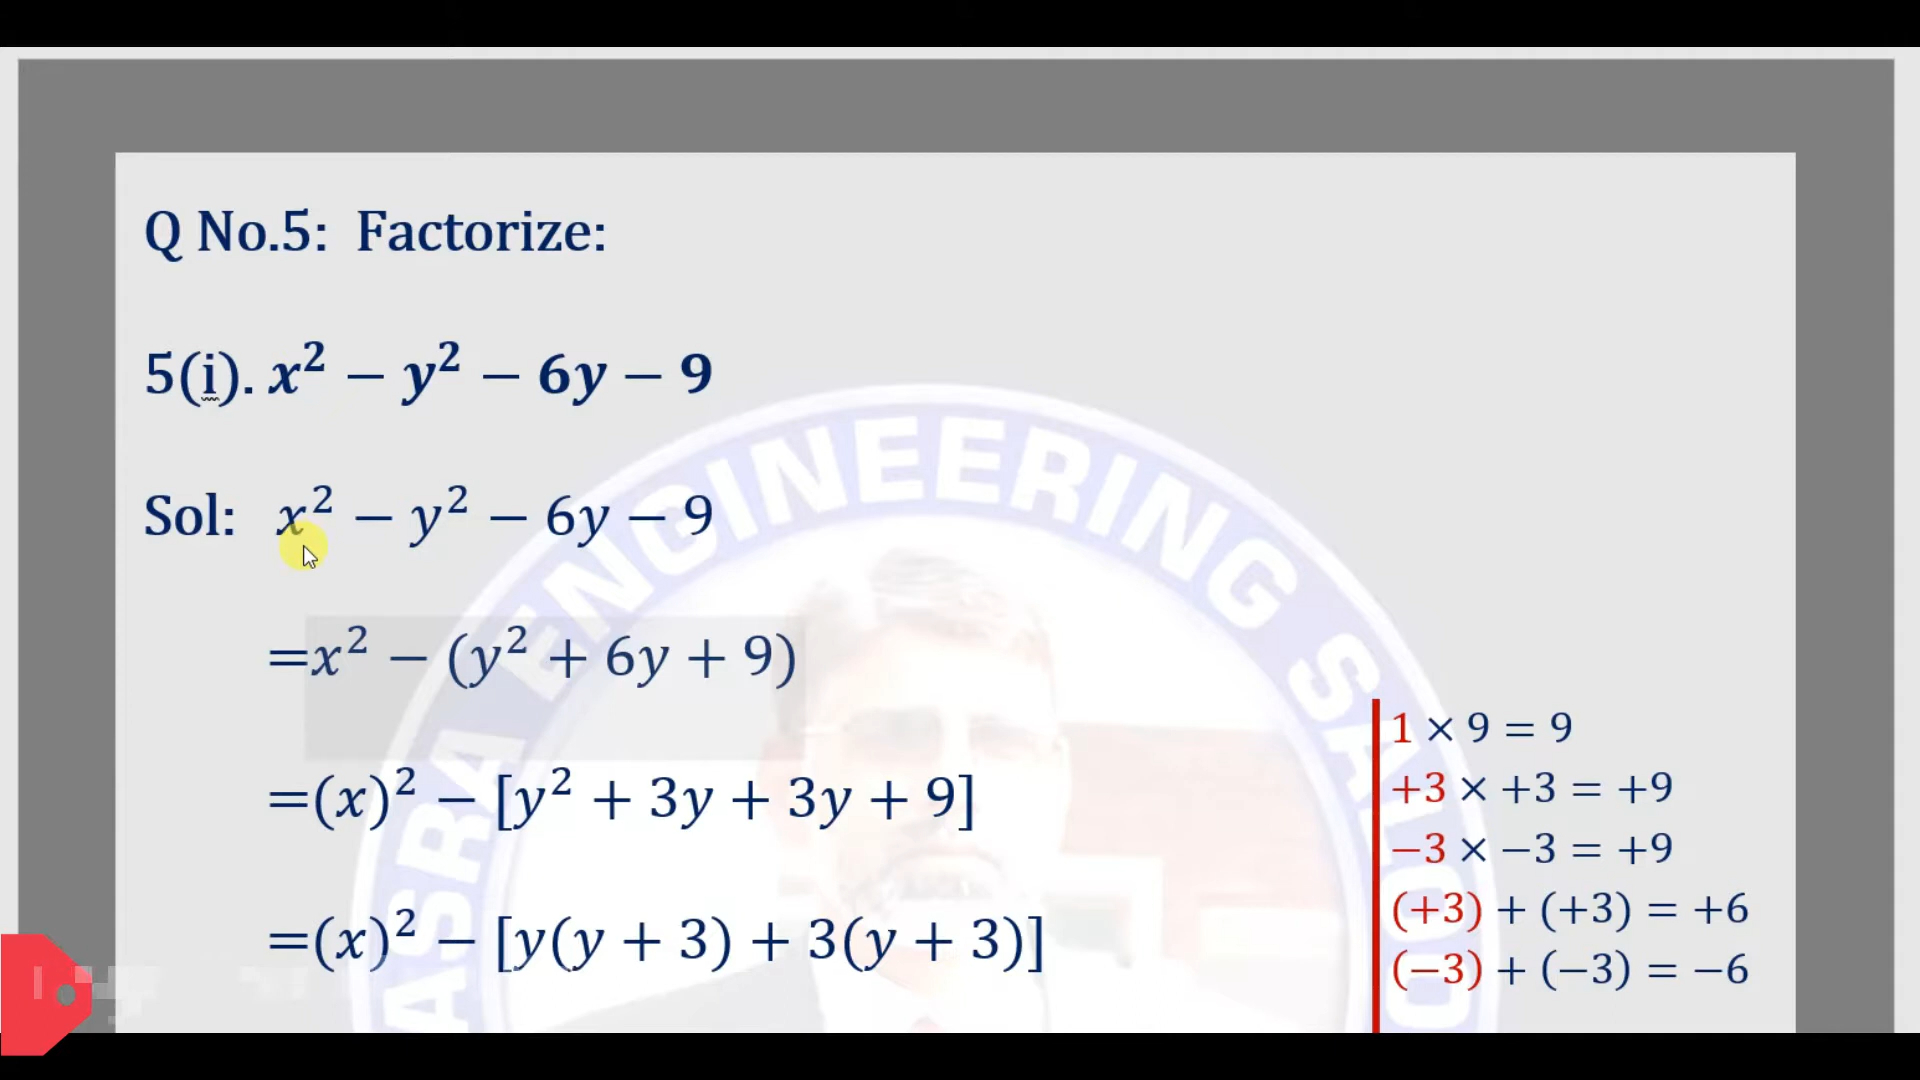 Q No.5: Factorize:
5(i). x² − y² − 6y − 9
Sol: x² − y² − 6y − 9
=x² − (y² + 6y + 9)
=(x)² − [y² + 3y + 3y + 9]
=(x)² − [y(y + 3) + 3(y + 3)]
1 × 9 = 9
+3 × +3 = +9
−3 × −3 = +9
(+3) + (+3) = +6
(−3) + (−3) = −6
ASRA ENGINEERING